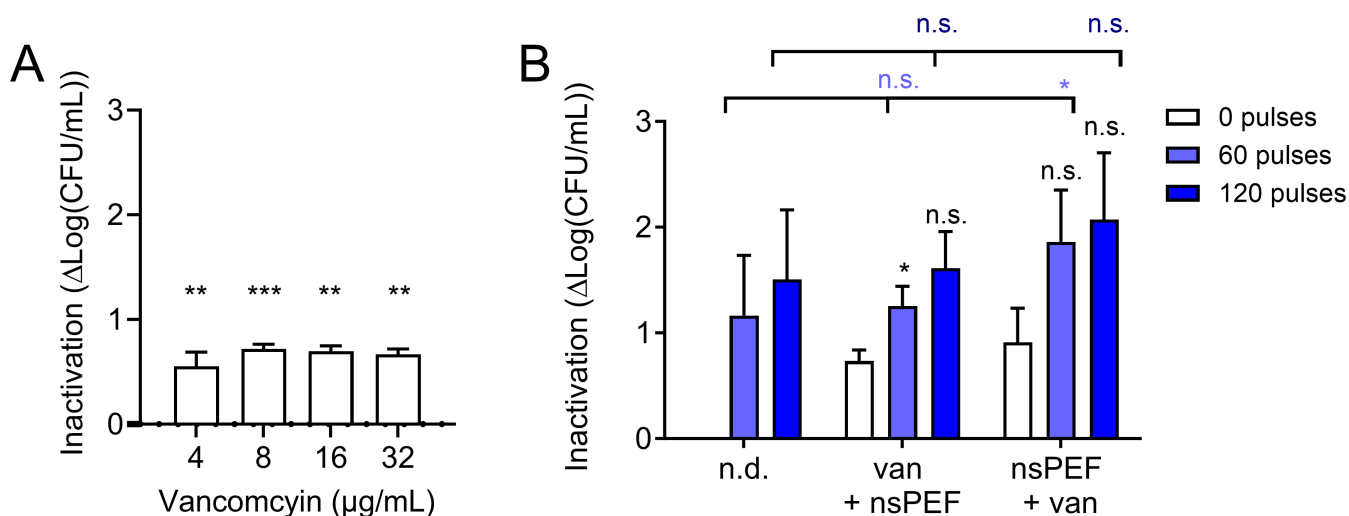 A
Inactivation (ΔLog(CFU/mL))
3
2
1
0
**
***
**
**
4 8 16 32
Vancomcyin (µg/mL)
B
n.s. n.s.
n.s. *
Inactivation (ΔLog(CFU/mL))
3
2
1
0
*
n.s.
n.s.
n.s.
n.d.
van
+ nsPEF
nsPEF
+ van
0 pulses
60 pulses
120 pulses